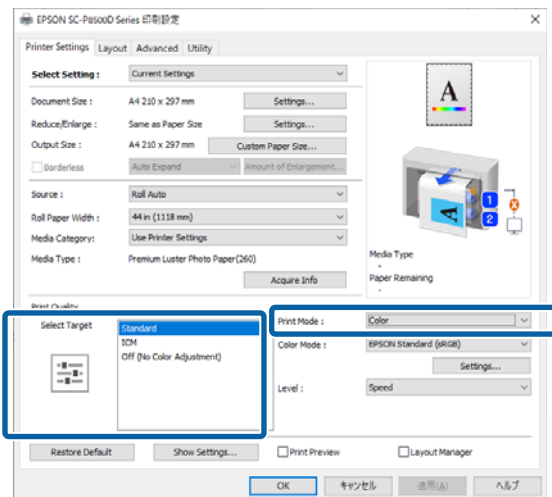 EPSON SC-P8500D Series 印刷設定
Printer Settings Layout Advanced Utility
Select Setting : Current Settings
Document Size : A4 210 x 297 mm Settings...
Reduce/Enlarge : Same as Paper Size Settings...
Output Size : A4 210 x 297 mm Custom Paper Size...
Borderless Auto Expand Amount of Enlargement...
A
Source : Roll Auto
Roll Paper Width : 44 in (1118 mm)
Media Category: Use Printer Settings
Media Type : Premium Luster Photo Paper(260)
Acquire Info
A
1
2
Media Type
-
Paper Remaining
-
Print Quality
Select Target
Standard
ICM
Off (No Color Adjustment)
Print Mode : Color
Color Mode : EPSON Standard (sRGB)
Settings...
Level : Speed
Restore Default Show Settings... Print Preview Layout Manager
OK キャンセル 適用(A) ヘルプ